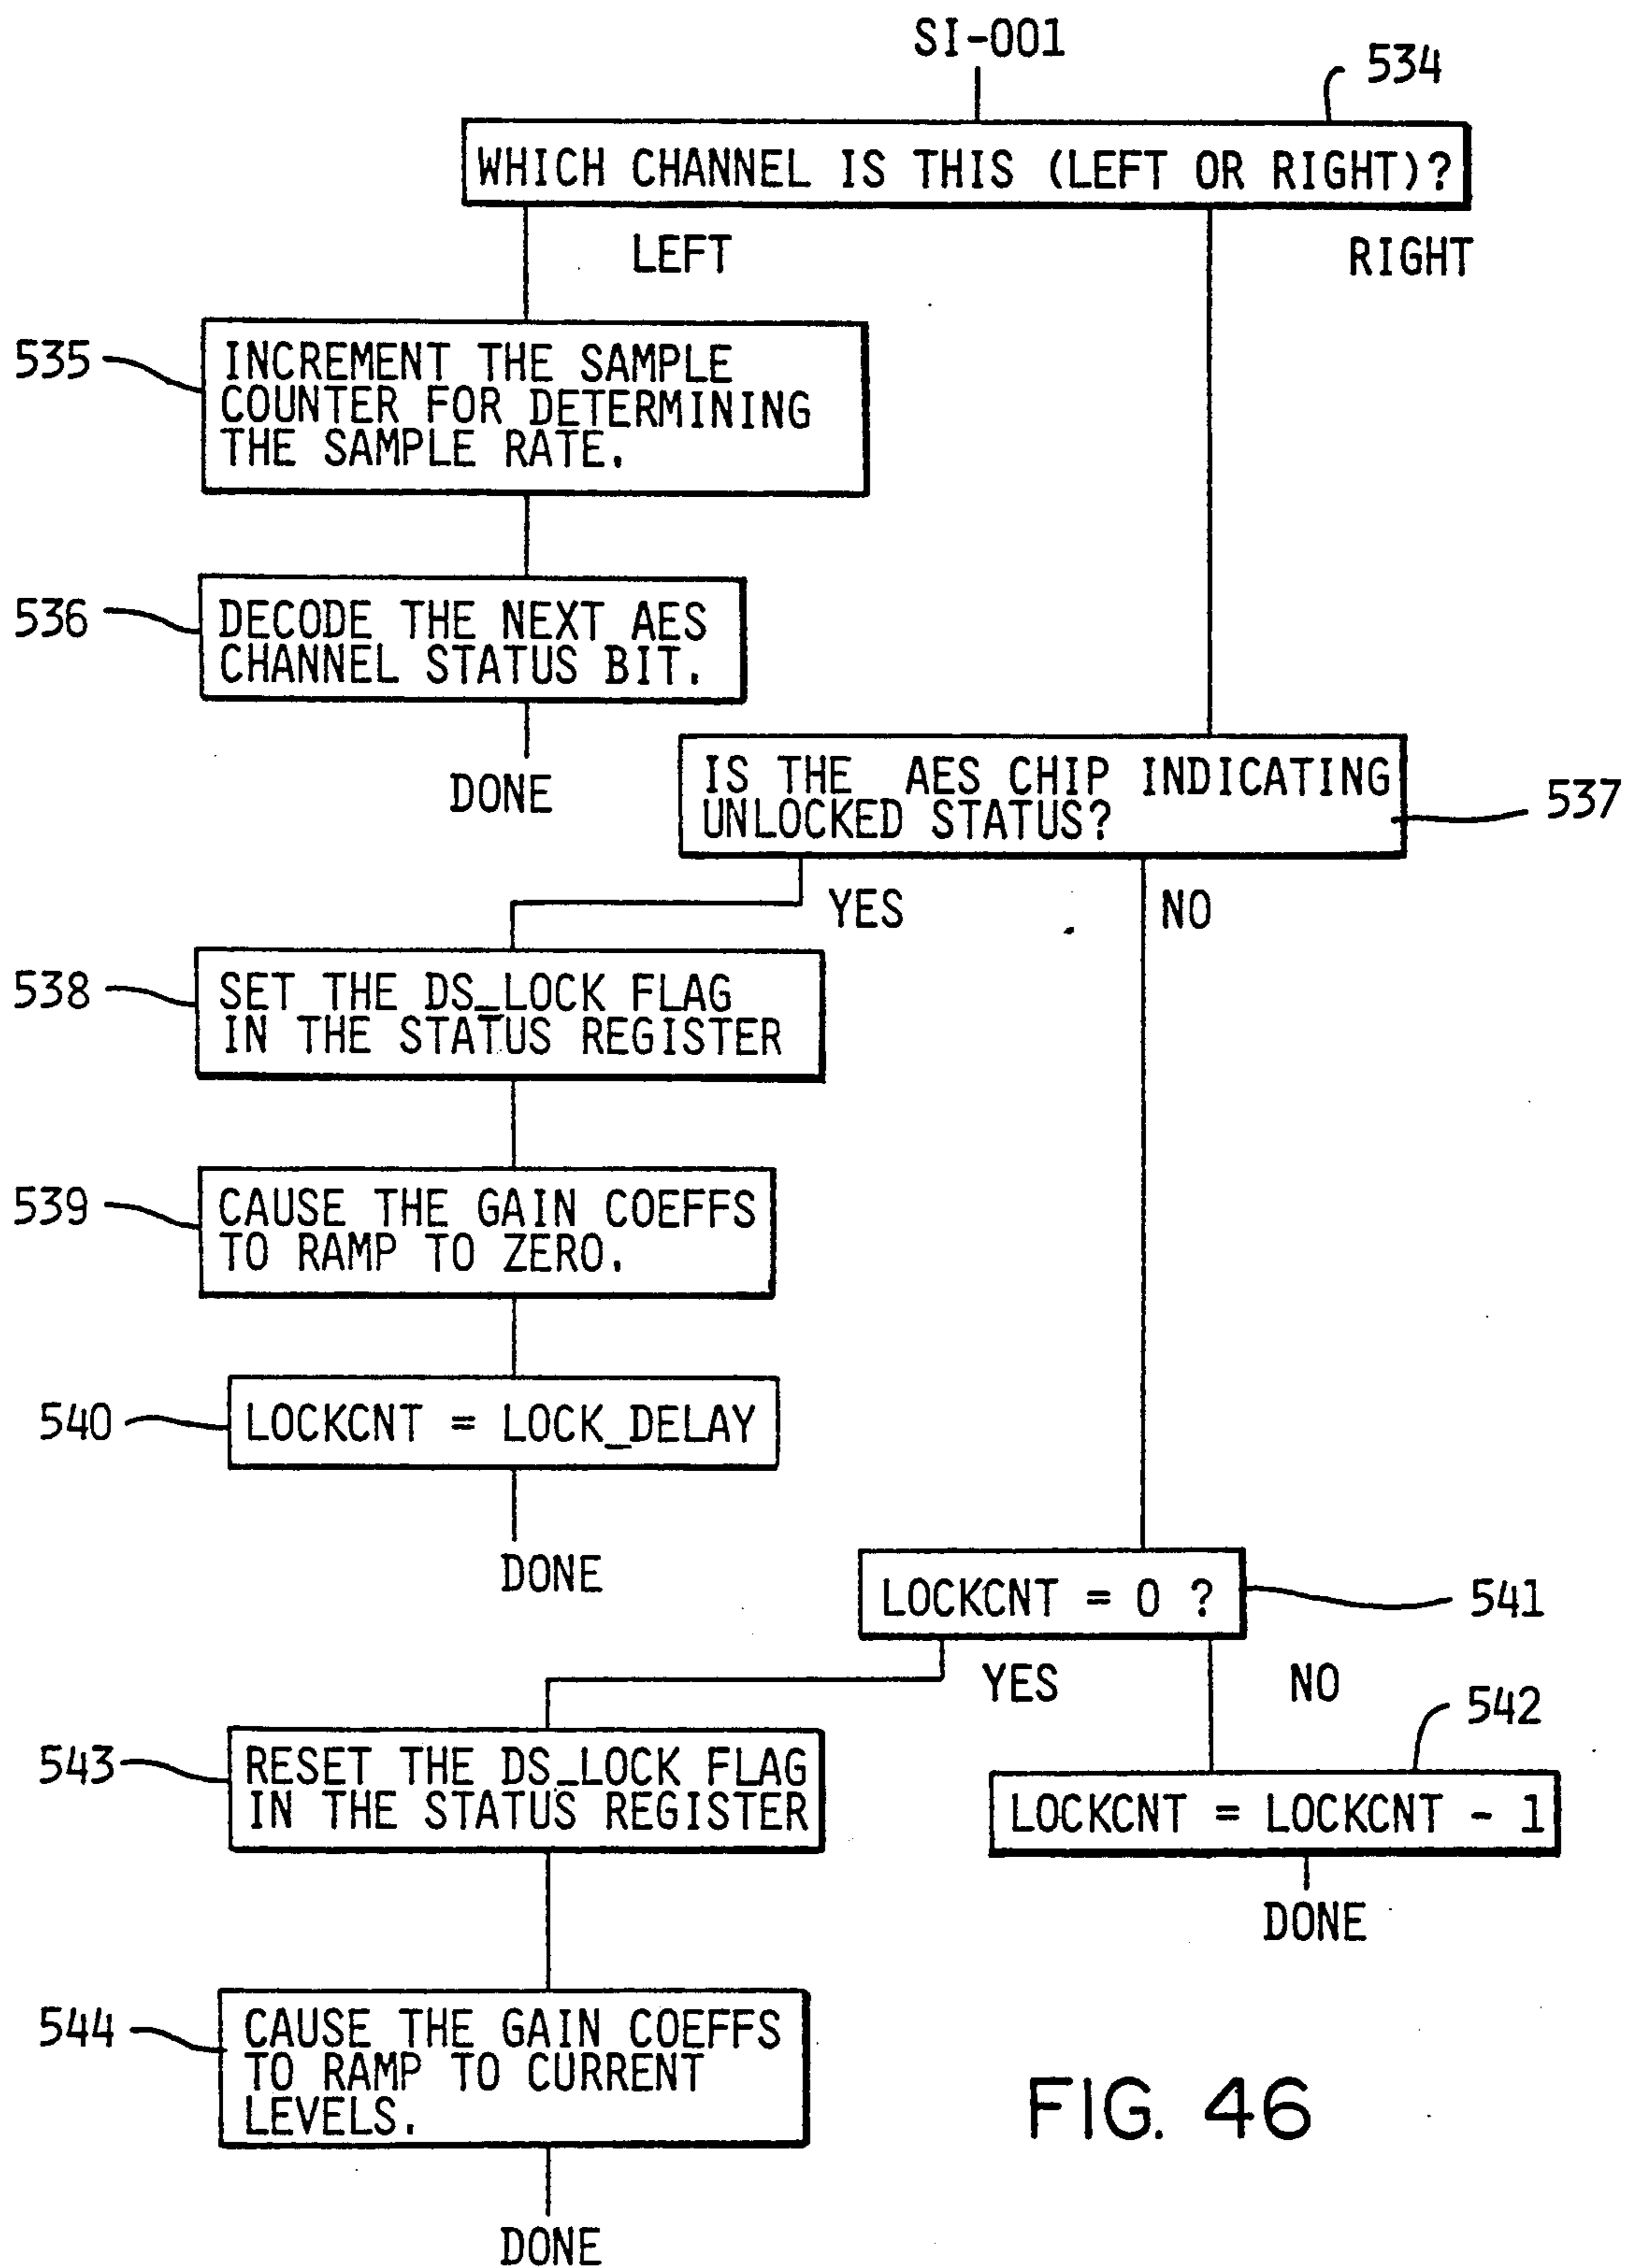 SI-001
534
WHICH CHANNEL IS THIS (LEFT OR RIGHT)?
LEFT
RIGHT
535
INCREMENT THE SAMPLE
COUNTER FOR DETERMINING
THE SAMPLE RATE.
536
DECODE THE NEXT AES
CHANNEL STATUS BIT.
DONE
IS THE AES CHIP INDICATING
UNLOCKED STATUS?
537
YES
NO
538
SET THE DS_LOCK FLAG
IN THE STATUS REGISTER
539
CAUSE THE GAIN COEFFS
TO RAMP TO ZERO.
540
LOCKCNT = LOCK_DELAY
DONE
LOCKCNT = 0 ?
541
YES
NO
542
543
RESET THE DS_LOCK FLAG
IN THE STATUS REGISTER
LOCKCNT = LOCKCNT - 1
DONE
544
CAUSE THE GAIN COEFFS
TO RAMP TO CURRENT
LEVELS.
DONE
FIG. 46